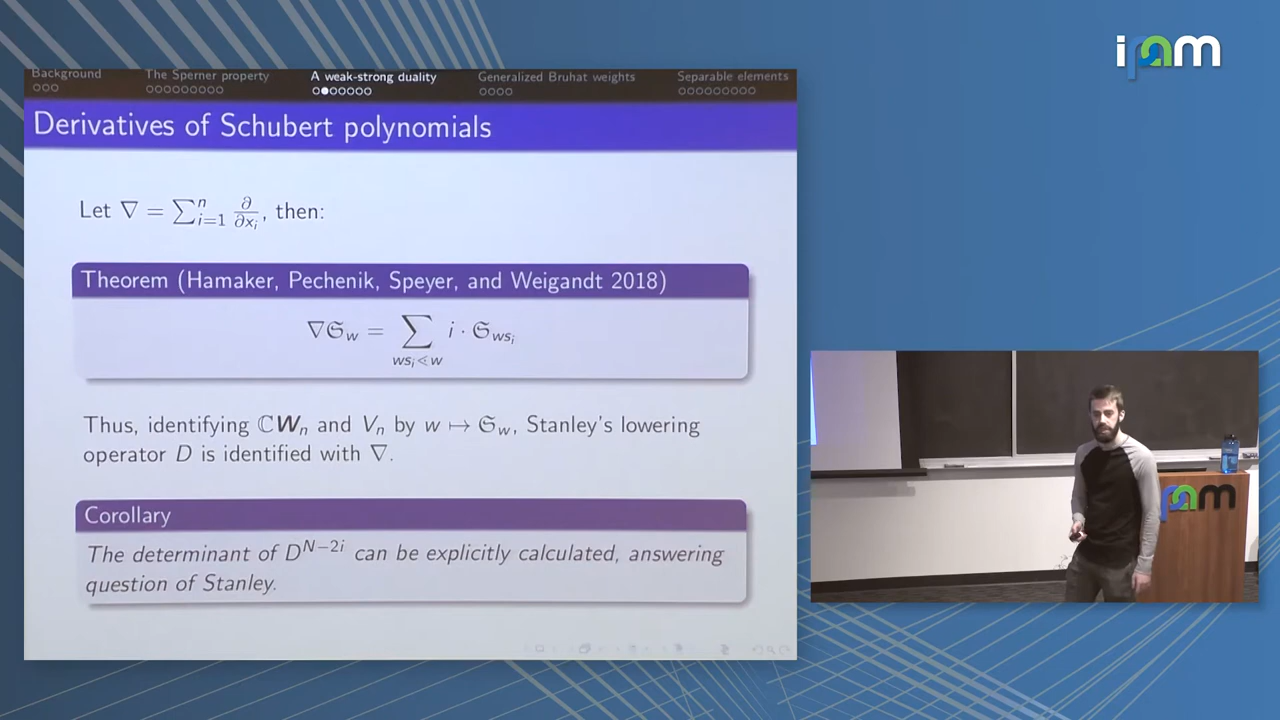 ipam
Background The Sperner property A weak-strong duality Generalized Bruhat weights Separable elements
Derivatives of Schubert polynomials
Let ∇ = ∑ⁿᵢ₌₁ ∂/∂xᵢ, then:
Theorem (Hamaker, Pechenik, Speyer, and Weigandt 2018)
∇𝔖_w = ∑_{ws_i⋖w} i · 𝔖_{ws_i}
Thus, identifying ℂW_n and V_n by w ↦ 𝔖_w, Stanley's lowering
operator D is identified with ∇.
Corollary
The determinant of D^{N−2i} can be explicitly calculated, answering
question of Stanley.
ipam